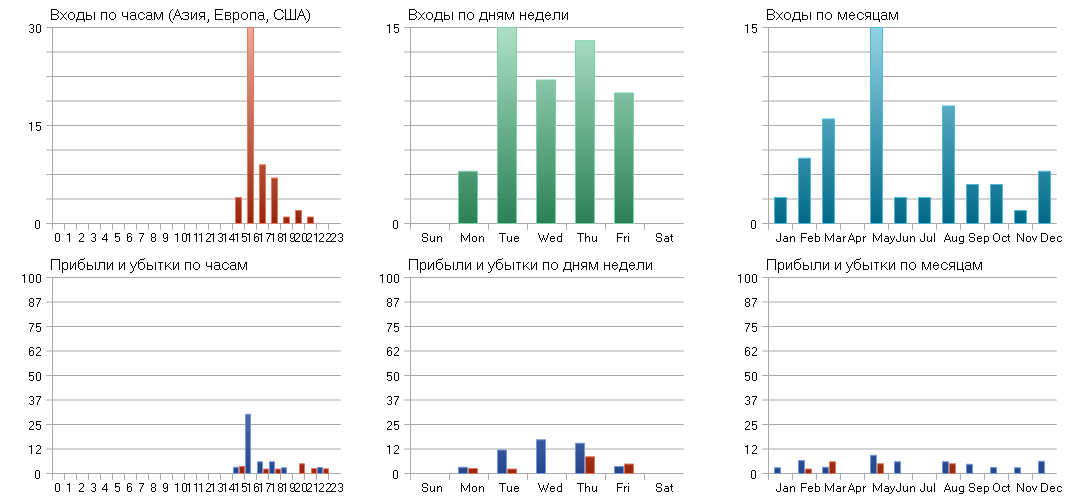 Входы по часам (Азия, Европа, США)
30
15
0
0 1 2 3 4 5 6 7 8 9 10 11 12 13 14 15 16 17 18 19 20 21 22 23
Входы по дням недели
15
0
Sun Mon Tue Wed Thu Fri Sat
Входы по месяцам
15
0
Jan Feb Mar Apr May Jun Jul Aug Sep Oct Nov Dec
Прибыли и убытки по часам
100
87
75
62
50
37
25
12
0
0 1 2 3 4 5 6 7 8 9 10 11 12 13 14 15 16 17 18 19 20 21 22 23
Прибыли и убытки по дням недели
100
87
75
62
50
37
25
12
0
Sun Mon Tue Wed Thu Fri Sat
Прибыли и убытки по месяцам
100
87
75
62
50
37
25
12
0
Jan Feb Mar Apr May Jun Jul Aug Sep Oct Nov Dec